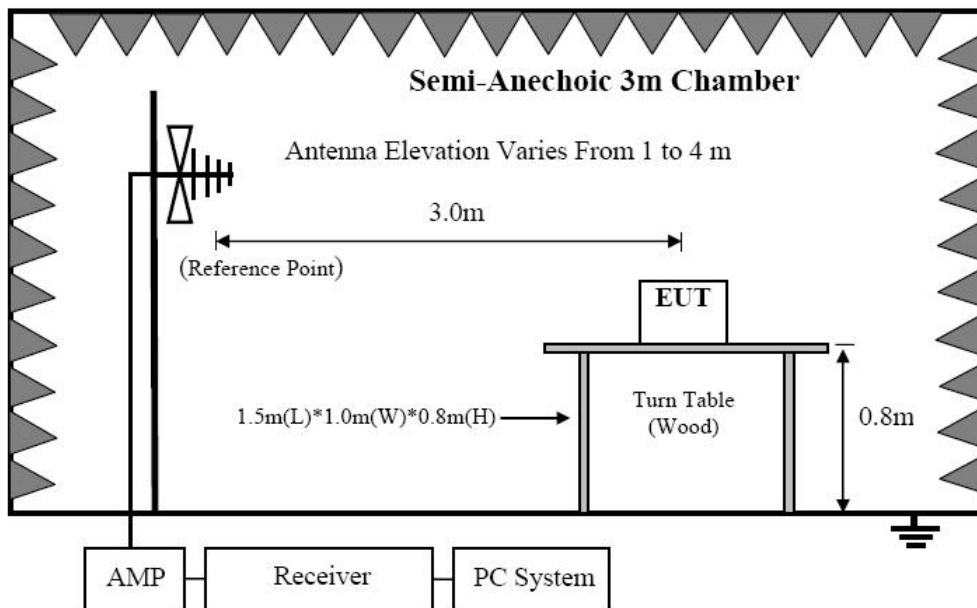 Semi-Anechoic 3m Chamber
Antenna Elevation Varies From 1 to 4 m
3.0m
(Reference Point)
EUT
1.5m(L)*1.0m(W)*0.8m(H)
Turn Table
(Wood)
0.8m
AMP
Receiver
PC System